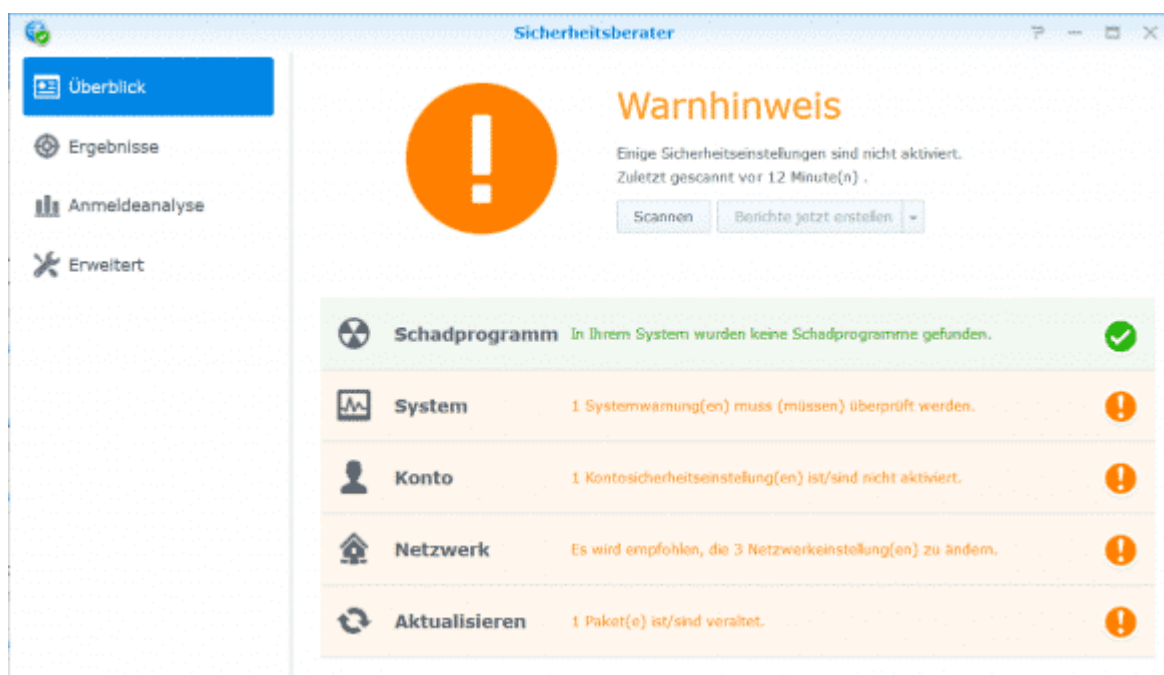 Sicherheitsberater
Überblick
Ergebnisse
Anmeldeanalyse
Erweitert
Warnhinweis
Einige Sicherheitseinstellungen sind nicht aktiviert.
Zuletzt gescannt vor 12 Minute(n) .
Scannen Berichte jetzt erstellen
Schadprogramm In Ihrem System wurden keine Schadprogramme gefunden.
System 1 Systemwarnung(en) muss (müssen) überprüft werden.
Konto 1 Kontosicherheitseinstellung(en) ist/sind nicht aktiviert.
Netzwerk Es wird empfohlen, die 3 Netzwerkeinstellung(en) zu ändern.
Aktualisieren 1 Paket(e) ist/sind veraltet.